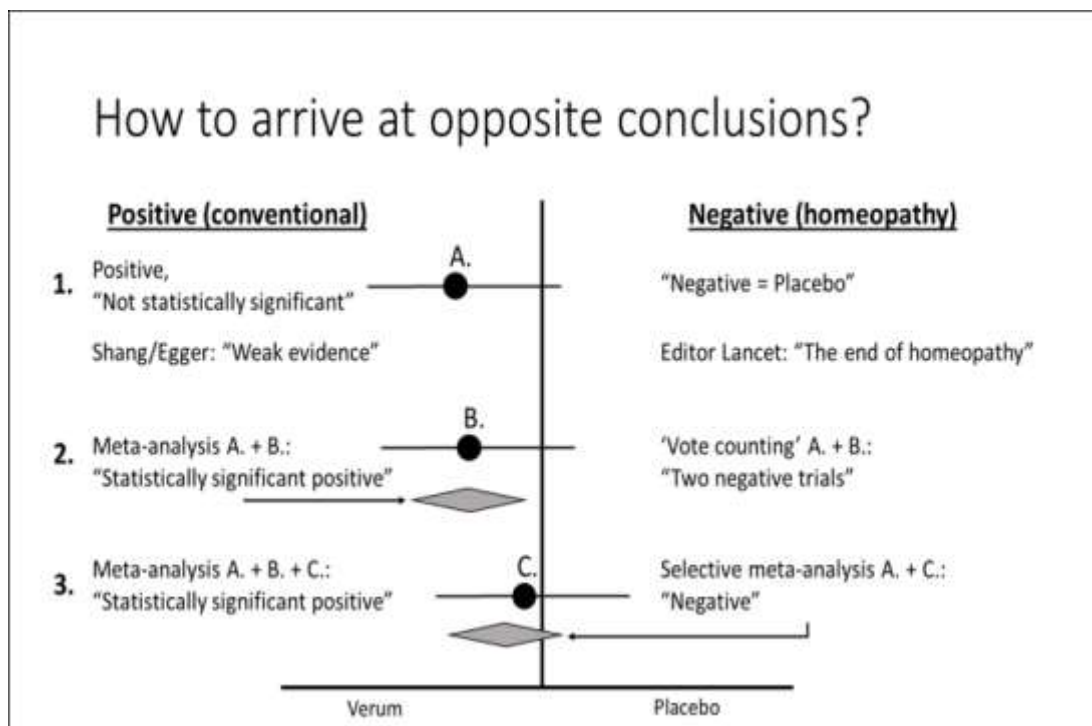 How to arrive at opposite conclusions?
Positive (conventional)
Negative (homeopathy)
A.
1.
Positive,
“Not statistically significant”
“Negative = Placebo”
Shang/Egger: “Weak evidence”
Editor Lancet: “The end of homeopathy”
B.
2.
Meta-analysis A. + B.:
“Statistically significant positive”
‘Vote counting’ A. + B.:
“Two negative trials”
C.
3.
Meta-analysis A. + B. + C.:
“Statistically significant positive”
Selective meta-analysis A. + C.:
“Negative”
Verum
Placebo